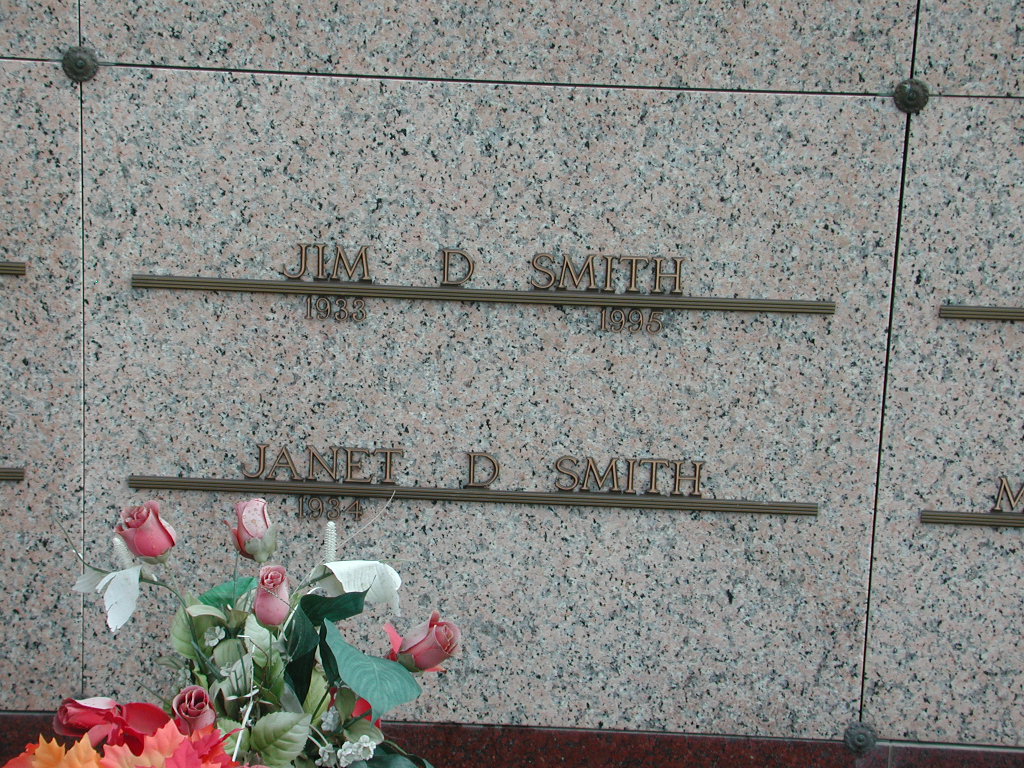 JIM D SMITH
1933 1995
JANET D SMITH
1934
M